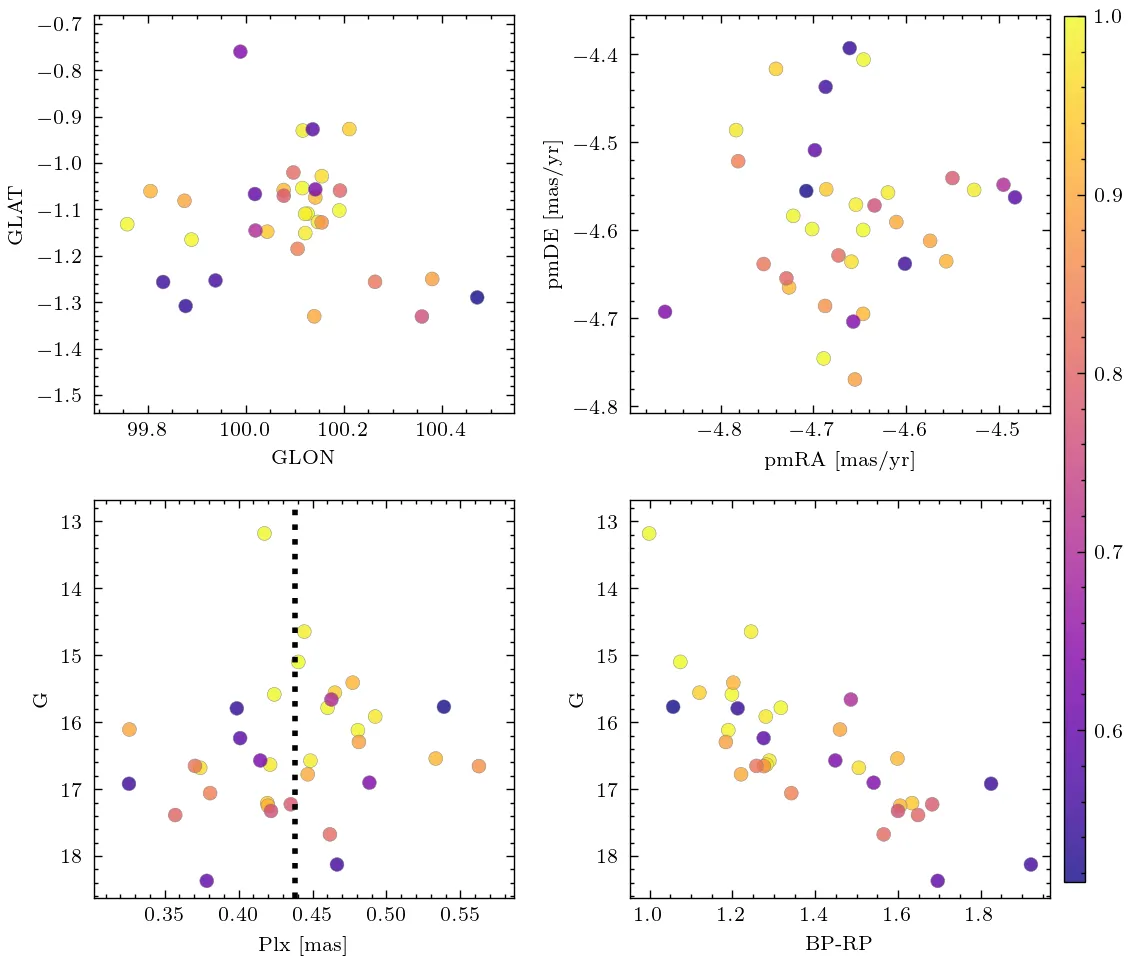 −0.7
−0.8
−0.9
−1.0
−1.1
−1.2
−1.3
−1.4
−1.5
GLAT
99.8 100.0 100.2 100.4
GLON
−4.4
−4.5
−4.6
−4.7
−4.8
pmDE [mas/yr]
−4.8 −4.7 −4.6 −4.5
pmRA [mas/yr]
1.0
0.9
0.8
0.7
0.6
13
14
15
16
17
18
G
0.35 0.40 0.45 0.50 0.55
Plx [mas]
13
14
15
16
17
18
G
1.0 1.2 1.4 1.6 1.8
BP-RP